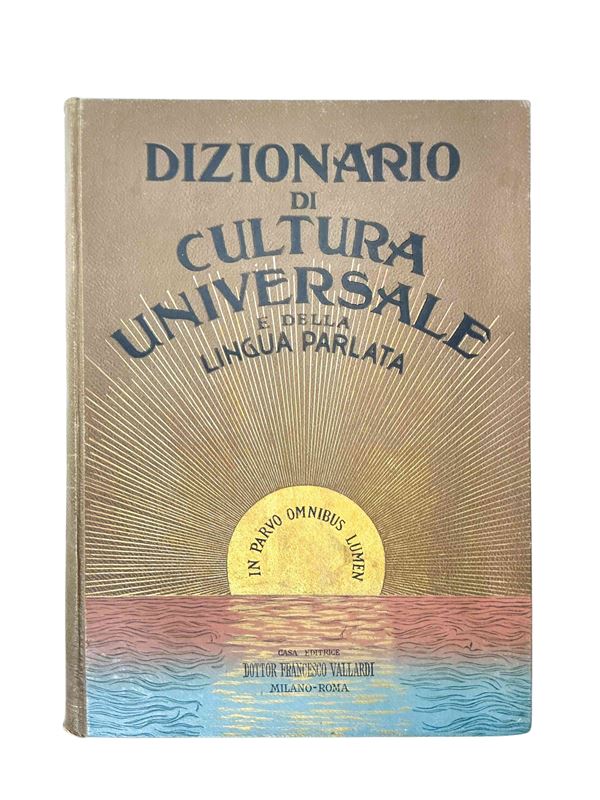 DIZIONARIO
DI
CULTURA
UNIVERSALE
E DELLA
LINGUA PARLATA
IN PARVO OMNIBUS LUMEN
CASA EDITRICE
DOTTOR FRANCESCO VALLARDI
MILANO-ROMA